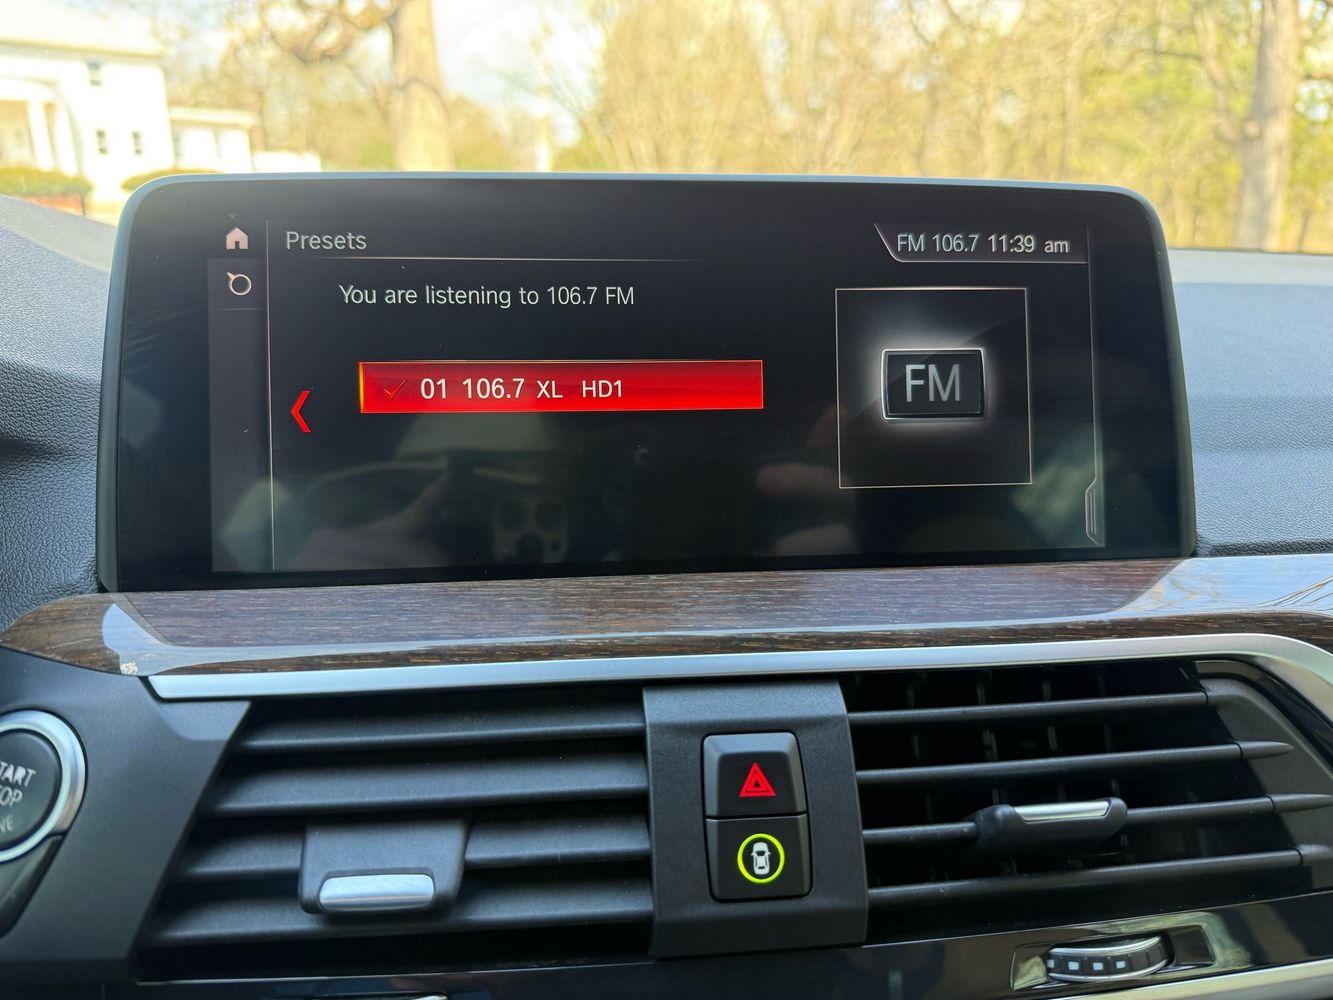 Presets
FM 106.7 11:39 am
You are listening to 106.7 FM
01 106.7 XL HD1
FM